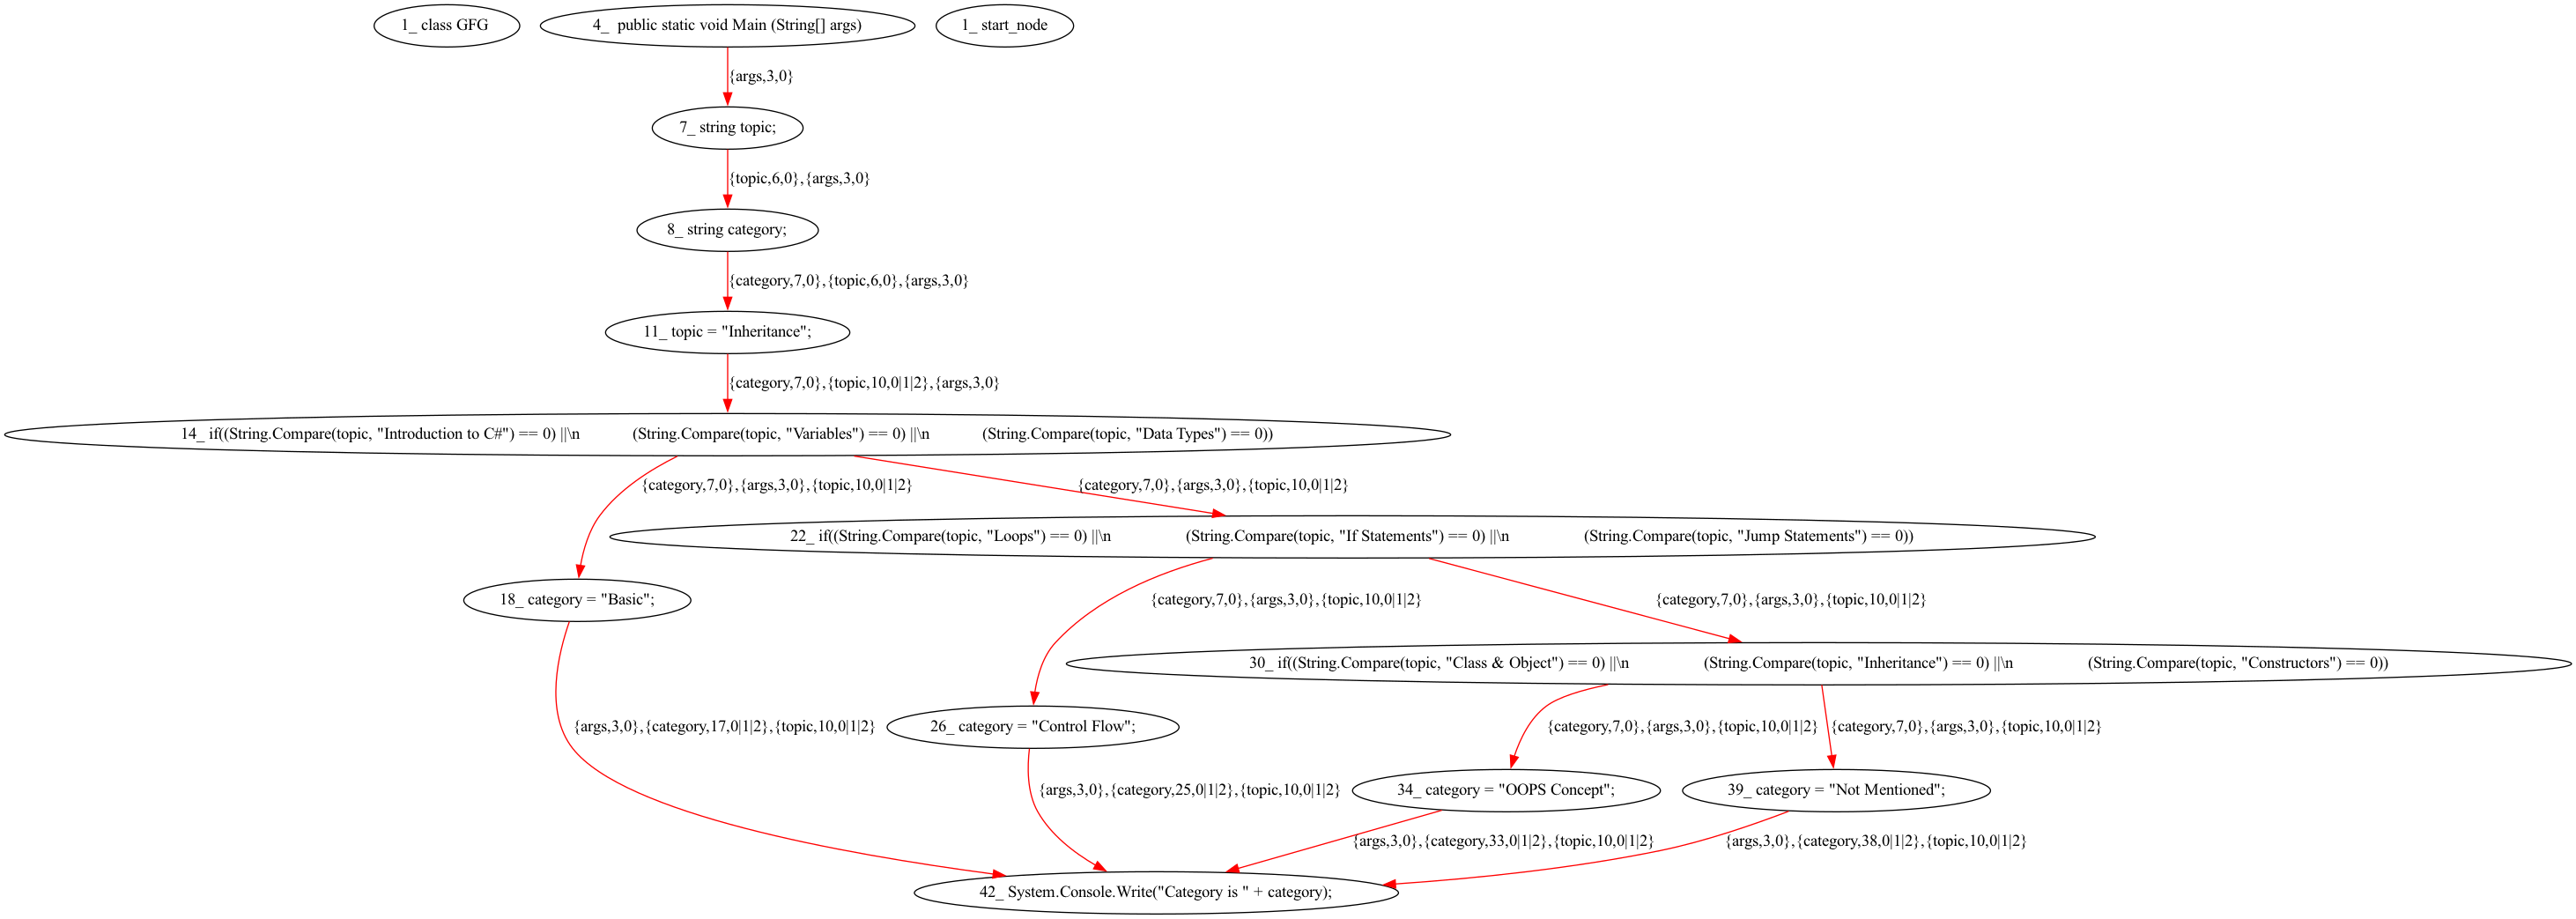 1_ class GFG
4_  public static void Main (String[] args)
1_ start_node
{args,3,0}
7_ string topic;
{topic,6,0},{args,3,0}
8_ string category;
{category,7,0},{topic,6,0},{args,3,0}
11_ topic = "Inheritance";
{category,7,0},{topic,10,0|1|2},{args,3,0}
14_ if((String.Compare(topic, "Introduction to C#") == 0) ||\n (String.Compare(topic, "Variables") == 0) ||\n (String.Compare(topic, "Data Types") == 0))
{category,7,0},{args,3,0},{topic,10,0|1|2}
{category,7,0},{args,3,0},{topic,10,0|1|2}
22_ if((String.Compare(topic, "Loops") == 0) ||\n (String.Compare(topic, "If Statements") == 0) ||\n (String.Compare(topic, "Jump Statements") == 0))
18_ category = "Basic";
{category,7,0},{args,3,0},{topic,10,0|1|2}
{category,7,0},{args,3,0},{topic,10,0|1|2}
30_ if((String.Compare(topic, "Class & Object") == 0) ||\n (String.Compare(topic, "Inheritance") == 0) ||\n (String.Compare(topic, "Constructors") == 0))
{args,3,0},{category,17,0|1|2},{topic,10,0|1|2}
26_ category = "Control Flow";
{category,7,0},{args,3,0},{topic,10,0|1|2}
{category,7,0},{args,3,0},{topic,10,0|1|2}
{args,3,0},{category,25,0|1|2},{topic,10,0|1|2}
34_ category = "OOPS Concept";
39_ category = "Not Mentioned";
{args,3,0},{category,33,0|1|2},{topic,10,0|1|2}
{args,3,0},{category,38,0|1|2},{topic,10,0|1|2}
42_ System.Console.Write("Category is " + category);